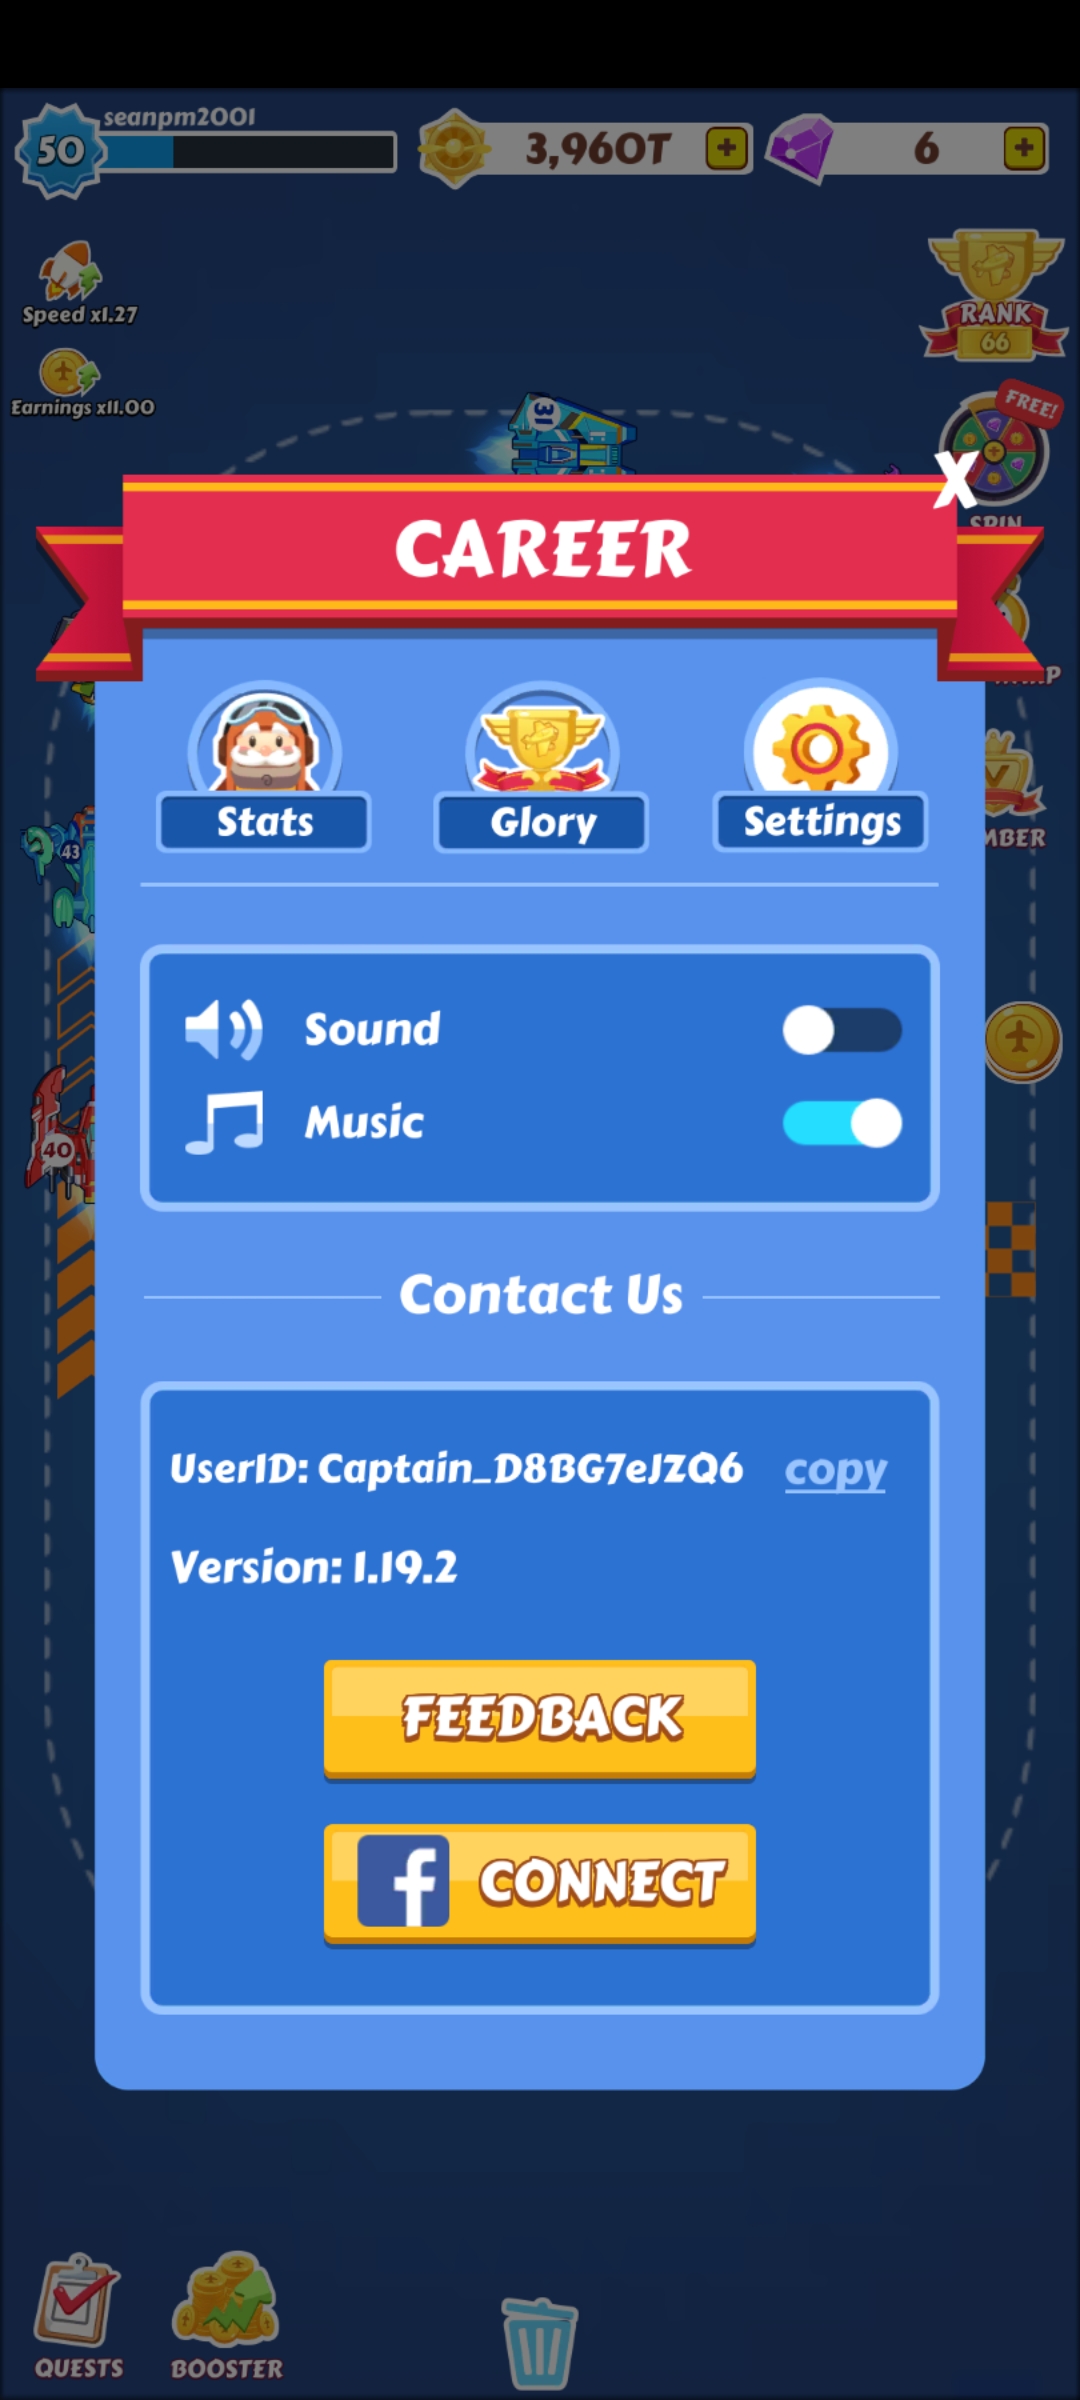 seanpm2001
50
3,960T
6
Speed x1.27
RANK
66
Earnings x11.00
FREE!
31
SPIN
CAREER
Stats
Glory
Settings
43
Sound
Music
40
Contact Us
UserID: Captain_D8BG7eJZQ6
copy
Version: 1.19.2
FEEDBACK
CONNECT
QUESTS
BOOSTER